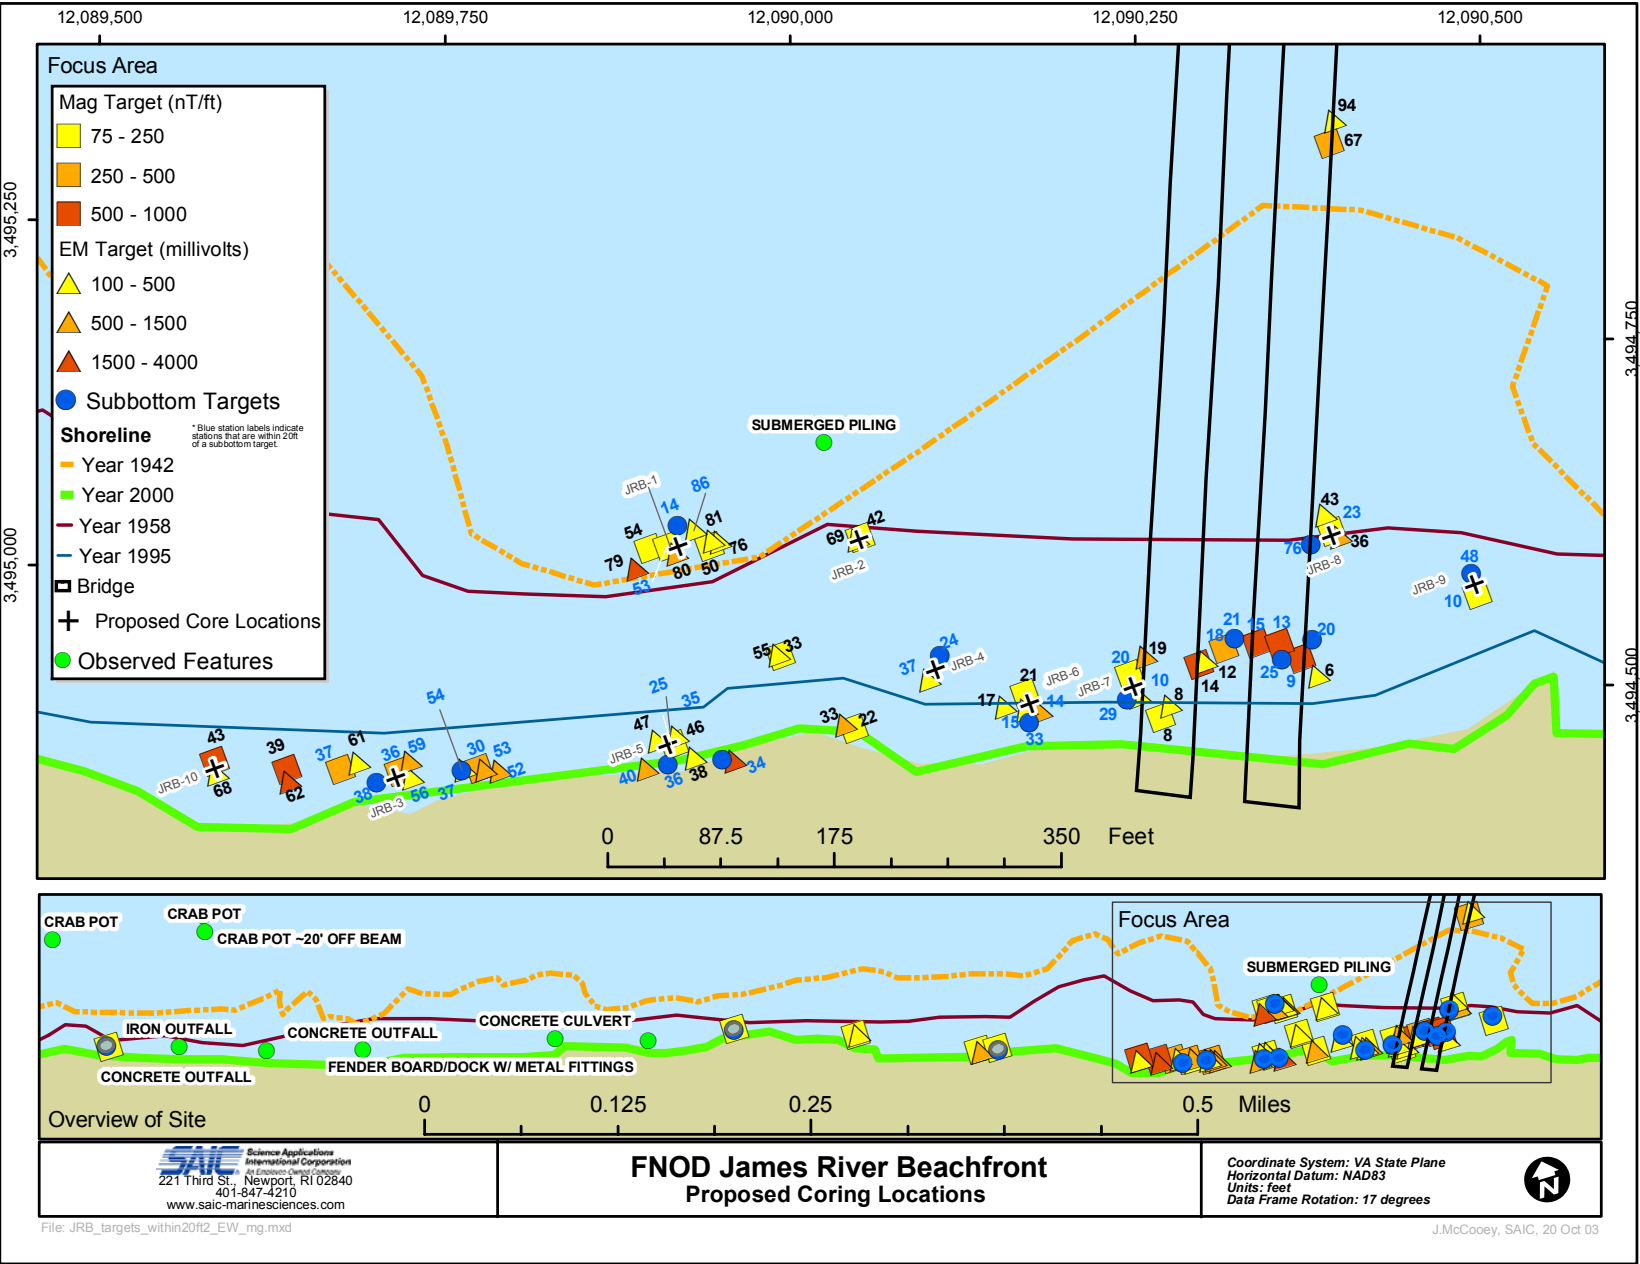 12,089,500
12,089,750
12,090,000
12,090,250
12,090,500
3,495,250
3,495,000
3,494,750
3,494,500
Focus Area
Mag Target (nT/ft)
75 - 250
250 - 500
500 - 1000
EM Target (millivolts)
100 - 500
500 - 1500
1500 - 4000
Subbottom Targets
Shoreline
* Blue station labels indicate
stations that are within 20ft
of a subbottom target.
Year 1942
Year 2000
Year 1958
Year 1995
Bridge
Proposed Core Locations
Observed Features
94
67
SUBMERGED PILING
JRB-1
86
14
54
81
79
76
80
50
53
69
42
JRB-2
43
23
76
36
JRB-8
48
JRB-9
10
55
33
24
37
JRB-4
21
JRB-6
17
14
15
33
20
19
JRB-7
10
29
8
8
21
18
15
13
20
12
14
25
9
6
54
25
35
47
46
JRB-5
40
36
38
34
33
22
43
39
37
61
36
59
30
53
52
JRB-10
68
62
38
56
37
JRB-3
0
87.5
175
350
Feet
CRAB POT
CRAB POT
CRAB POT ~20' OFF BEAM
IRON OUTFALL
CONCRETE OUTFALL
CONCRETE OUTFALL
CONCRETE CULVERT
FENDER BOARD/DOCK W/ METAL FITTINGS
Focus Area
SUBMERGED PILING
Overview of Site
0
0.125
0.25
0.5
Miles
SAIC
Science Applications
International Corporation
An Employee-Owned Company
221 Third St., Newport, RI 02840
401-847-4210
www.saic-marinesciences.com
FNOD James River Beachfront
Proposed Coring Locations
Coordinate System: VA State Plane
Horizontal Datum: NAD83
Units: feet
Data Frame Rotation: 17 degrees
N
File: JRB_targets_within20ft2_EW_mg.mxd
J.McCooey, SAIC, 20 Oct 03